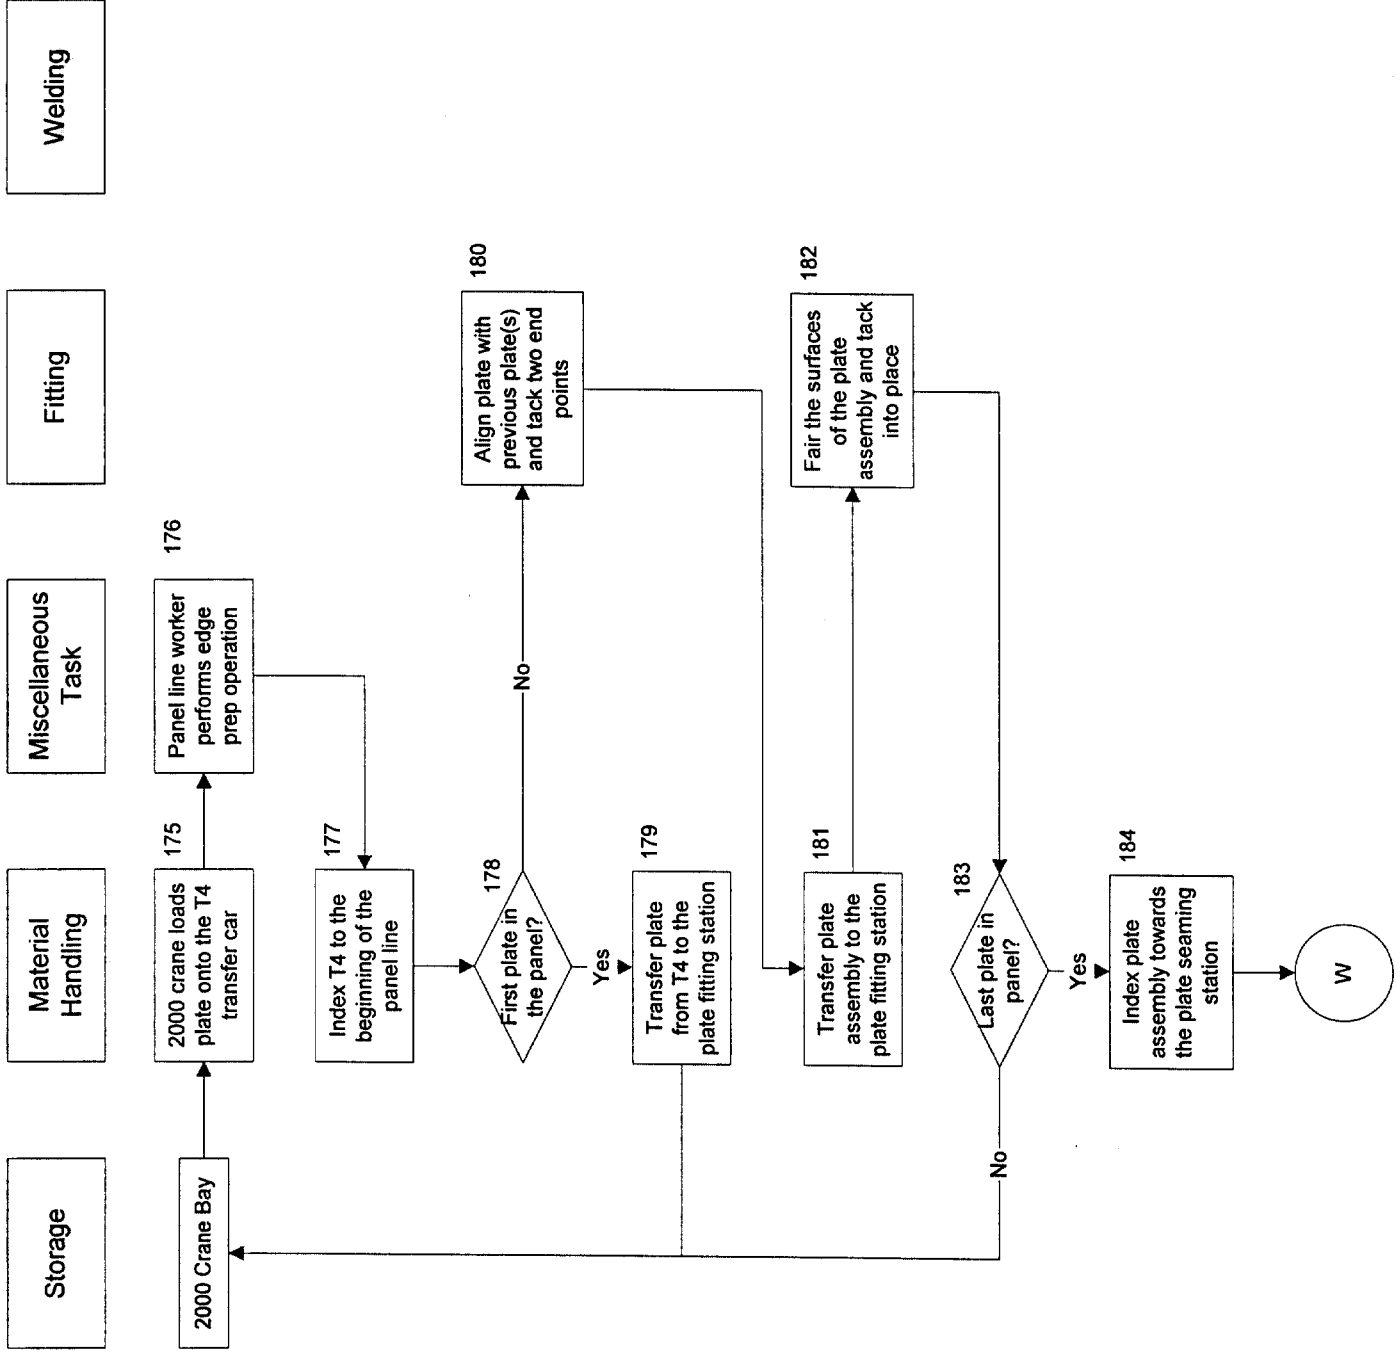 Storage
Material
Handling
Miscellaneous
Task
Fitting
Welding
2000 Crane Bay
2000 crane loads
plate onto the T4
transfer car
175
Panel line worker
performs edge
prep operation
176
Index T4 to the
beginning of the
panel line
177
First plate in
the panel?
178
No
Align plate with
previous plate(s)
and tack two end
points
180
Yes
Transfer plate
from T4 to the
plate fitting station
179
Transfer plate
assembly to the
plate fitting station
181
Fair the surfaces
of the plate
assembly and tack
into place
182
Last plate in
panel?
183
No
Yes
Index plate
assembly towards
the plate seaming
station
184
W